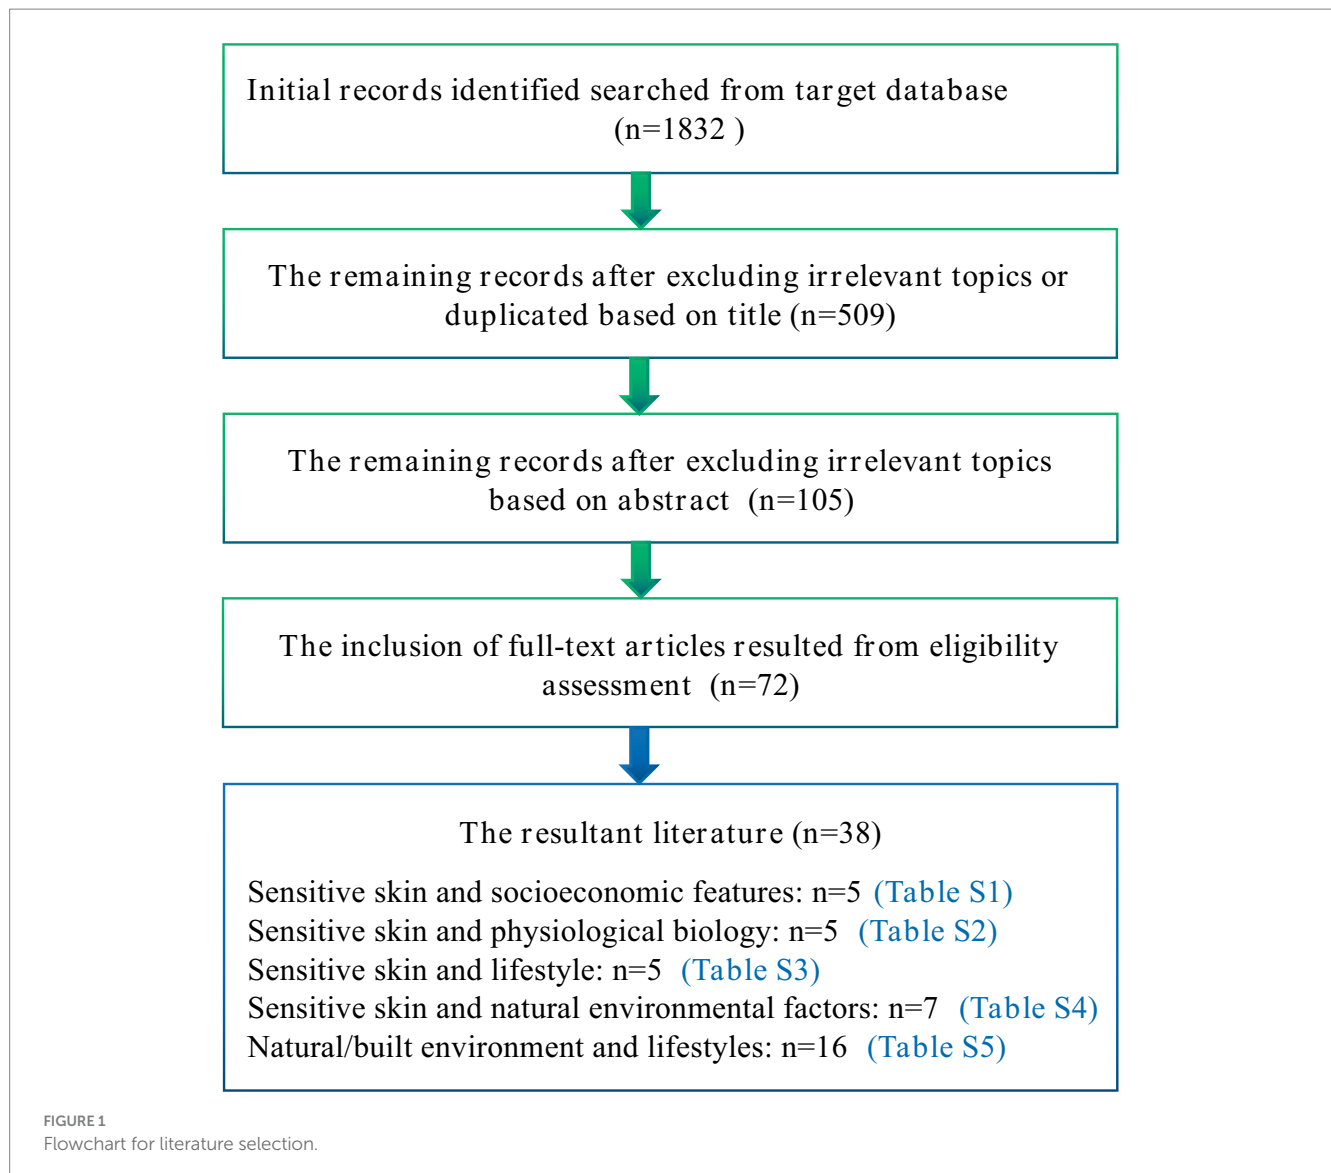 Initial records identified searched from target database
(n=1832 )
The remaining records after excluding irrelevant topics or
duplicated based on title (n=509)
The remaining records after excluding irrelevant topics
based on abstract (n=105)
The inclusion of full-text articles resulted from eligibility
assessment (n=72)
The resultant literature (n=38)
Sensitive skin and socioeconomic features: n=5 (Table S1)
Sensitive skin and physiological biology: n=5 (Table S2)
Sensitive skin and lifestyle: n=5 (Table S3)
Sensitive skin and natural environmental factors: n=7 (Table S4)
Natural/built environment and lifestyles: n=16 (Table S5)
FIGURE 1
Flowchart for literature selection.